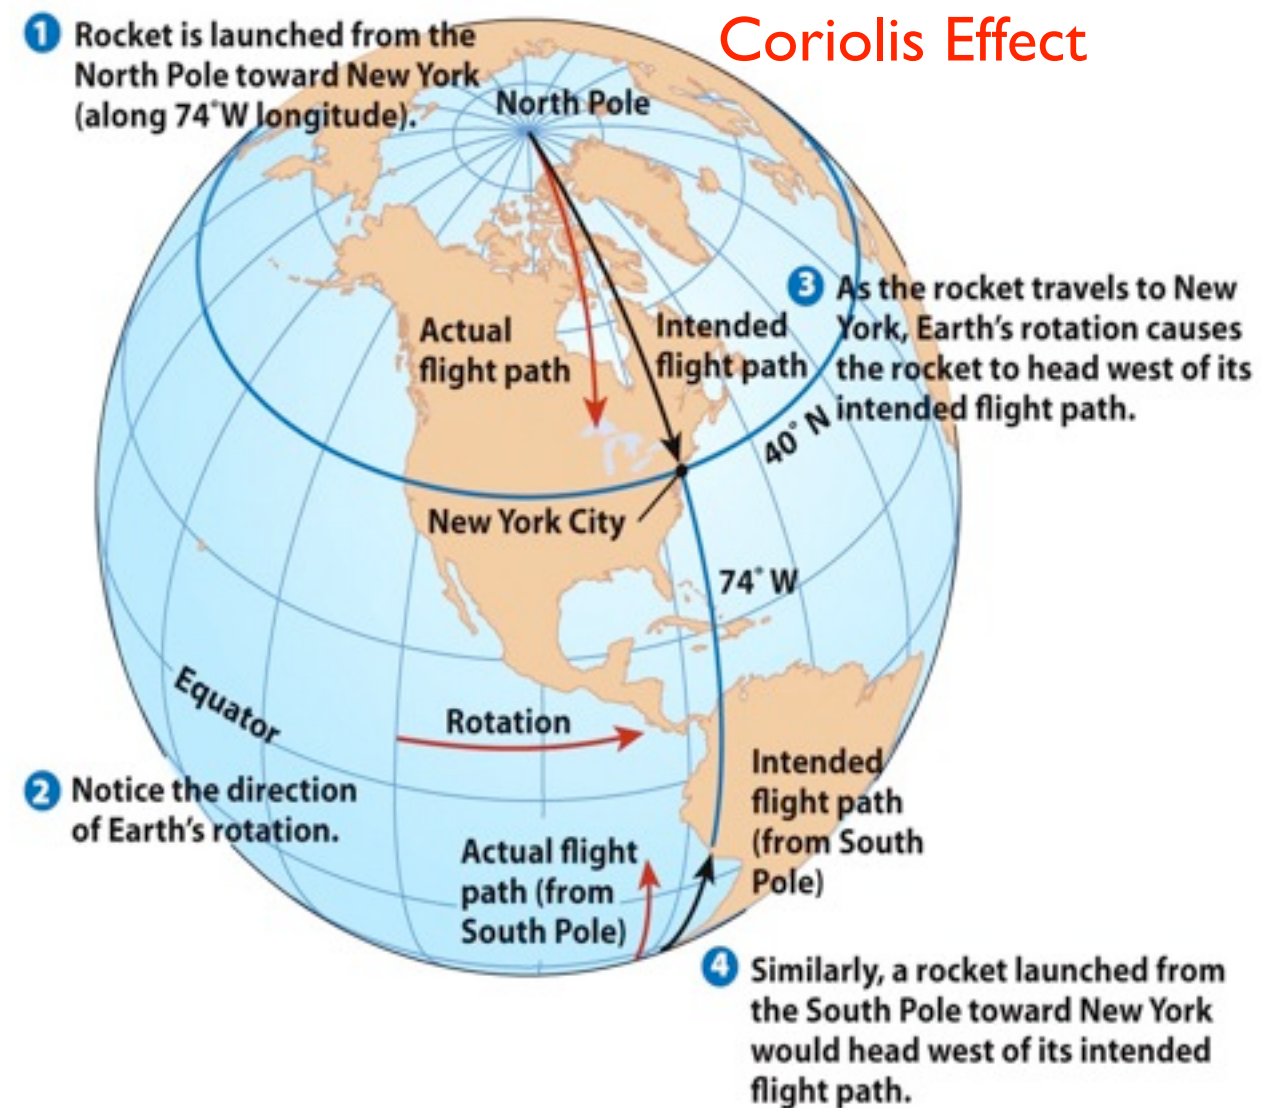 Coriolis Effect
1 Rocket is launched from the
North Pole toward New York
(along 74°W longitude).
North Pole
3 As the rocket travels to New
York, Earth's rotation causes
the rocket to head west of its
intended flight path.
Actual
flight path
Intended
flight path
40° N
New York City
74° W
Equator
Rotation
2 Notice the direction
of Earth's rotation.
Intended
flight path
(from South
Pole)
Actual flight
path (from
South Pole)
4 Similarly, a rocket launched from
the South Pole toward New York
would head west of its intended
flight path.